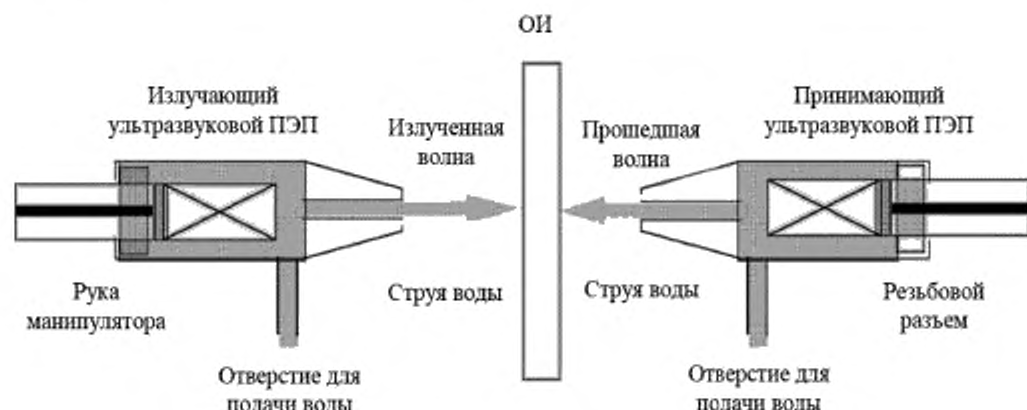 ОИ
Излучающий
ультразвуковой ПЭП
Излученная
волна
Прошедшая
волна
Принимающий
ультразвуковой ПЭП
Рука
манипулятора
Струя воды
Струя воды
Резьбовой
разъем
Отверстие для
подачи воды
Отверстие для
подачи воды